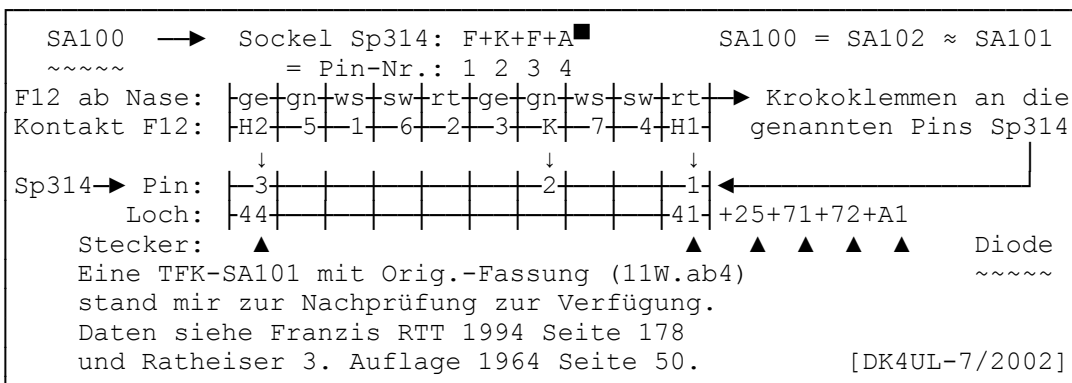 SA100 ──► Sockel Sp314: F+K+F+A■ SA100 = SA102 ≈ SA101
~~~~~ = Pin-Nr.: 1 2 3 4
F12 ab Nase: ├ge┼gn┼ws┼sw┼rt┼ge┼gn┼ws┼sw┼rt┼─► Krokoklemmen an die
Kontakt F12: ├H2┼─5┼─1┼─6┼─2┼─3┼─K┼─7┼─4┼H1┤ genannten Pins Sp314
↓ ↓ ↓
Sp314─► Pin: ├─3┼──┼──┼──┼──┼──┼─2┼──┼──┼─1┤◄
Loch: ├44┼──┼──┼──┼──┼──┼──┼──┼──┼41┤+25+71+72+A1
Stecker: ▲ ▲ ▲ ▲ ▲ ▲ Diode
Eine TFK-SA101 mit Orig.-Fassung (11W.ab4) ~~~~~
stand mir zur Nachprüfung zur Verfügung.
Daten siehe Franzis RTT 1994 Seite 178
und Ratheiser 3. Auflage 1964 Seite 50. [DK4UL-7/2002]